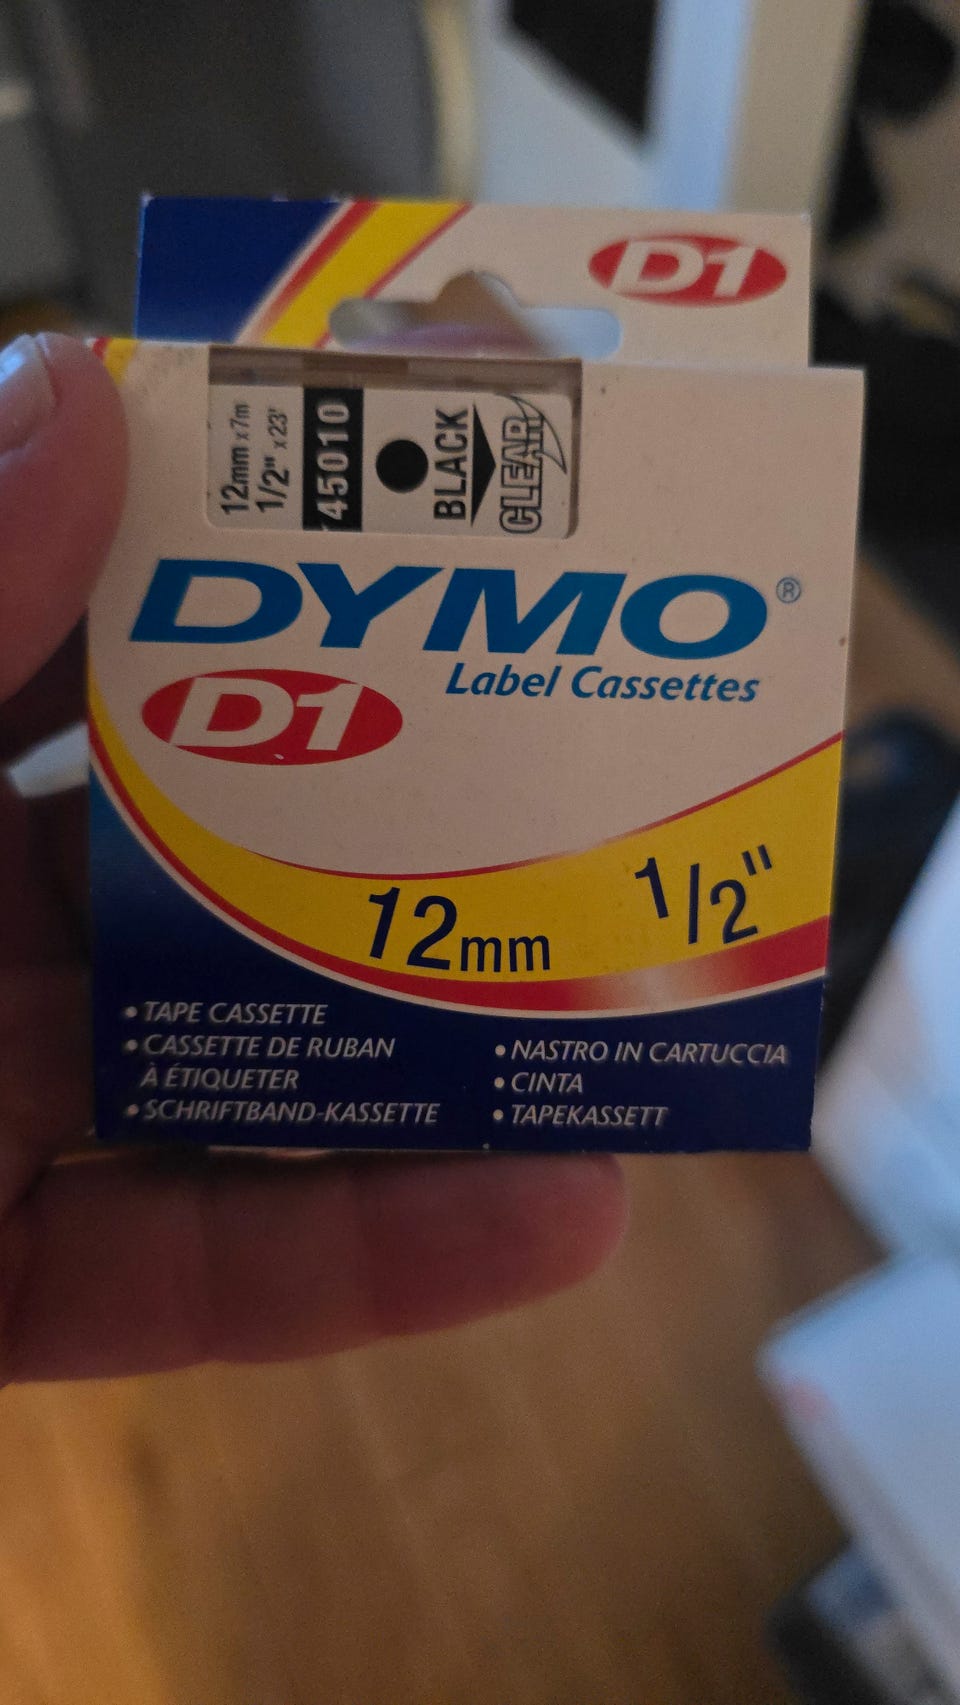 D1
12mm x 7m
1/2" x 23'
45010
BLACK
CLEAR
DYMO®
Label Cassettes
D1
12mm 1/2"
• TAPE CASSETTE
• CASSETTE DE RUBAN
À ÉTIQUETER
• SCHRIFTBAND-KASSETTE
• NASTRO IN CARTUCCIA
• CINTA
• TAPEKASSETT